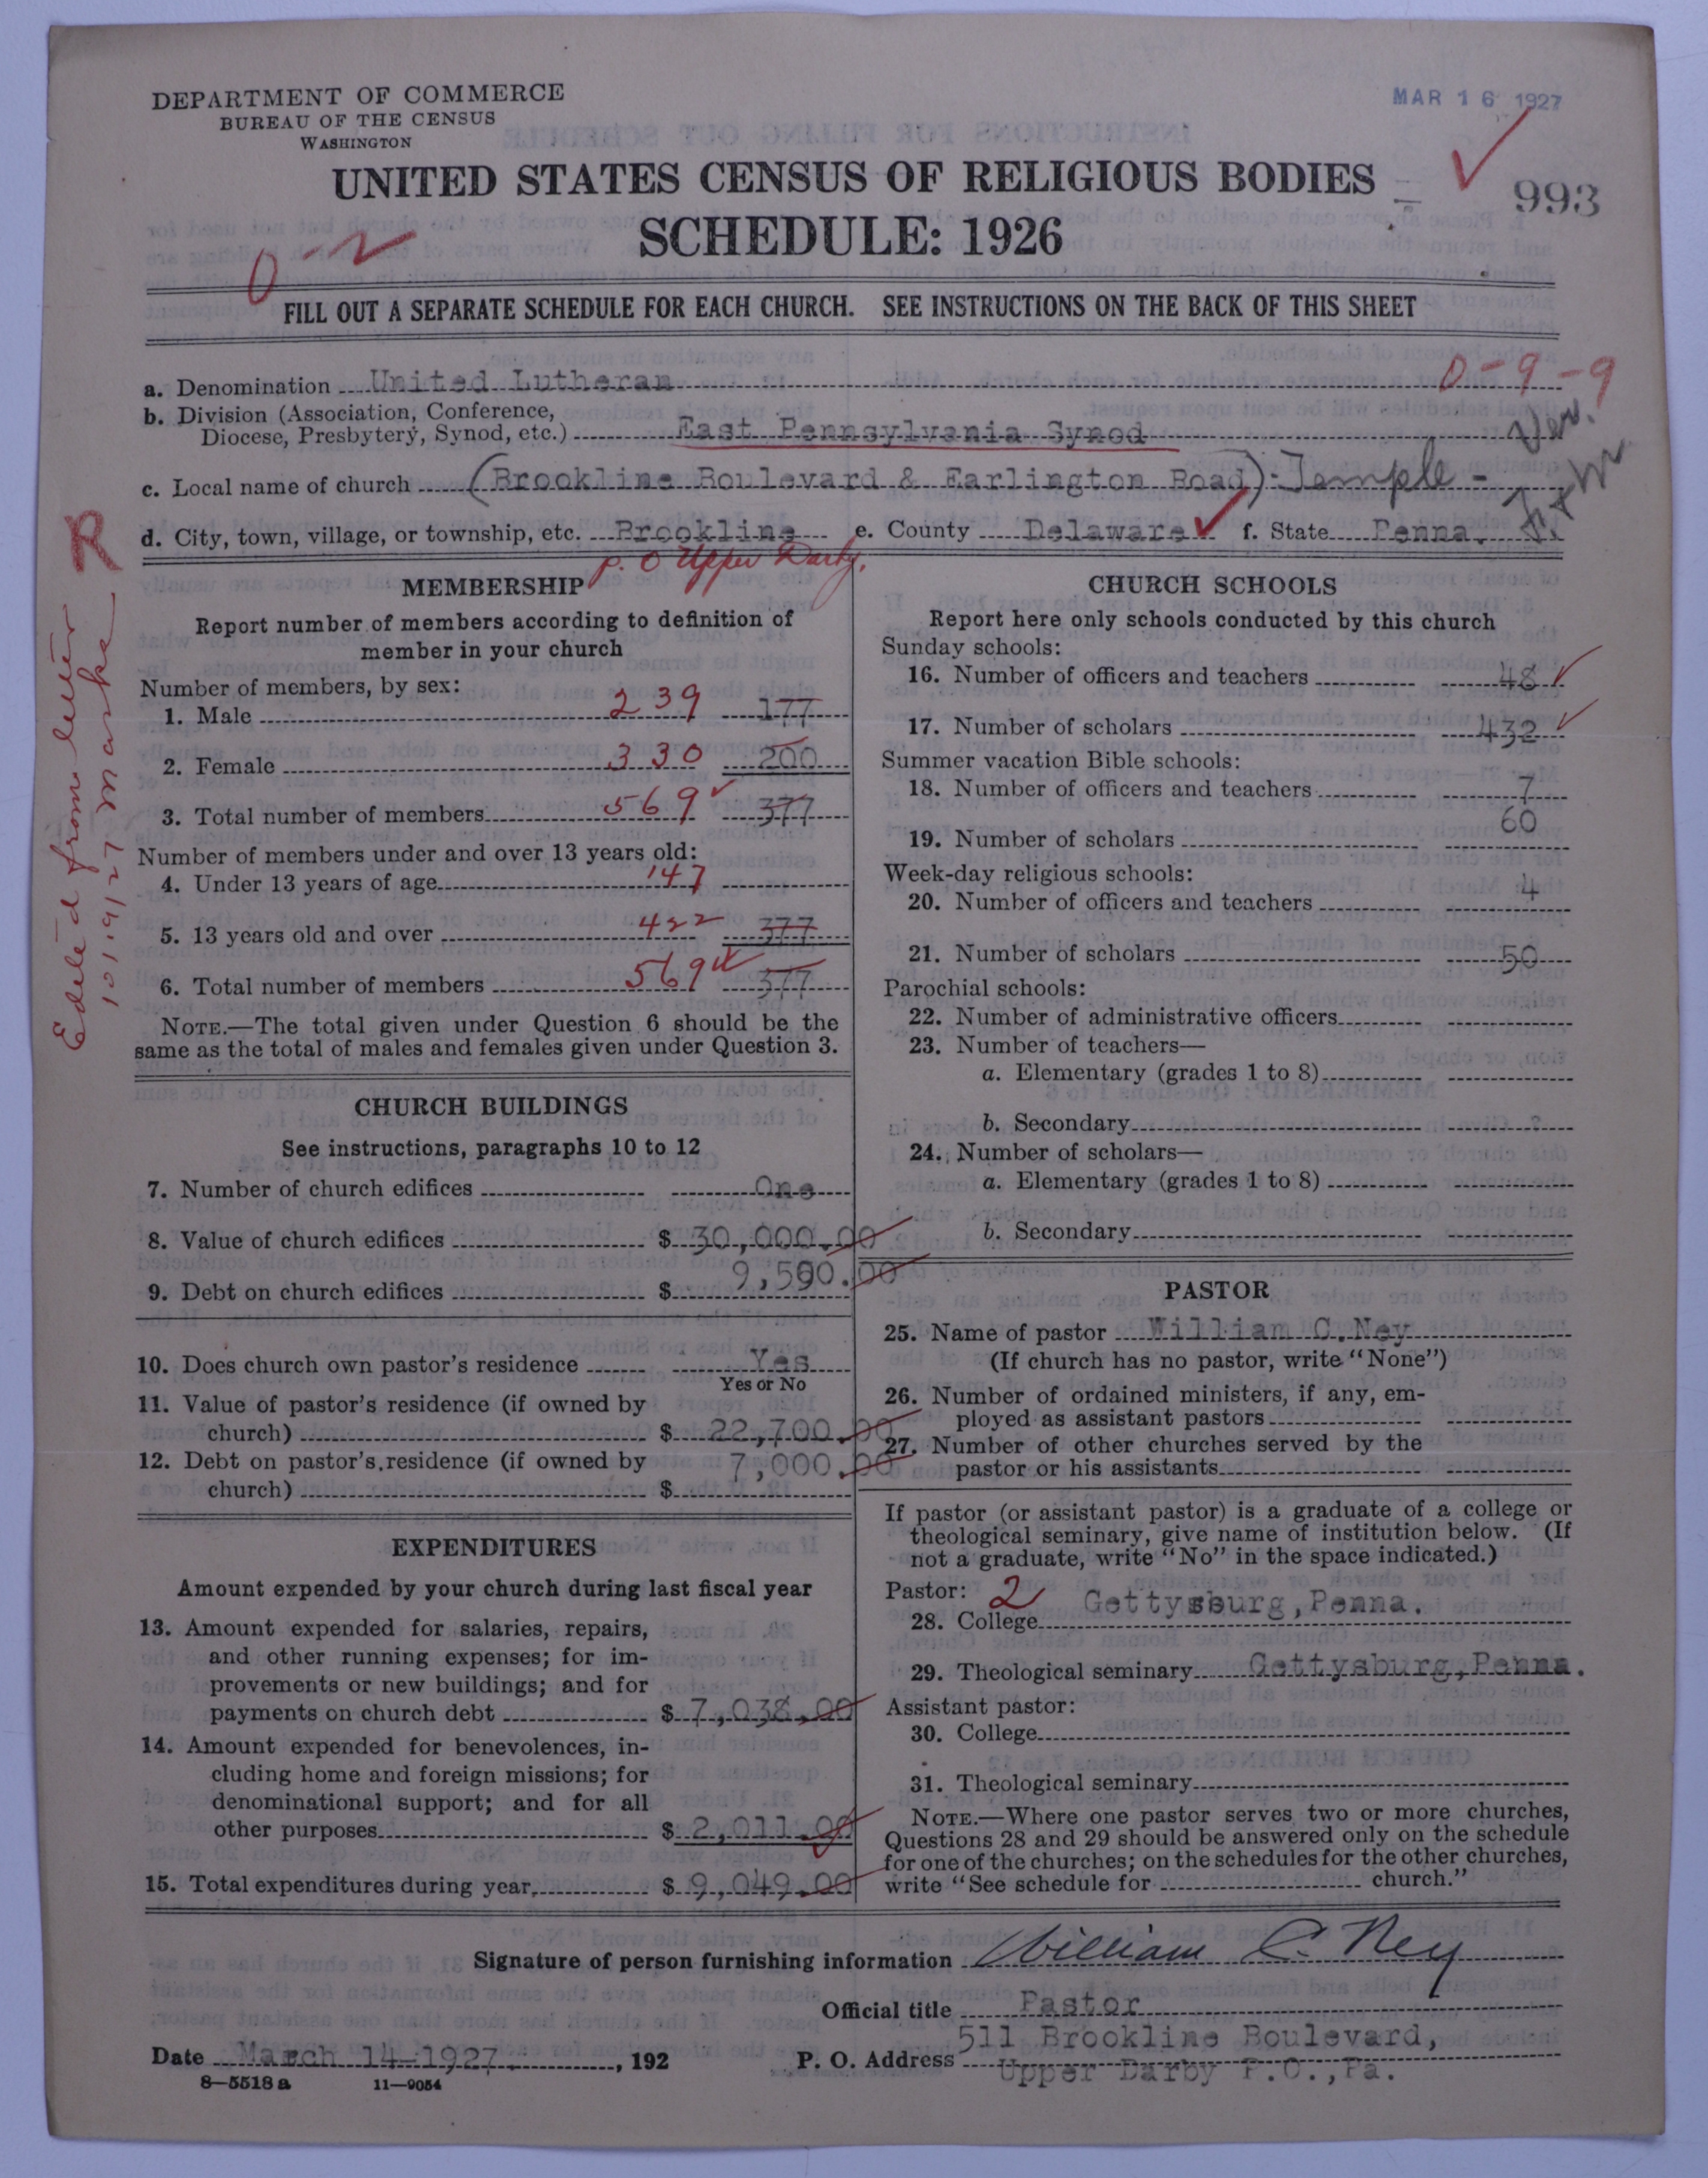 DEPARTMENT OF COMMERCE
BUREAU OF THE CENSUS
WASHINGTON
MAR 16 1927
UNITED STATES CENSUS OF RELIGIOUS BODIES
993
SCHEDULE: 1926
0-2
FILL OUT A SEPARATE SCHEDULE FOR EACH CHURCH. SEE INSTRUCTIONS ON THE BACK OF THIS SHEET
a. Denomination United Lutheran 0-9-9
b. Division (Association, Conference,
Diocese, Presbytery, Synod, etc.) East Pennsylvania Synod Ver.
c. Local name of church (Brookline Boulevard & Earlington Road) Temple -
d. City, town, village, or township, etc. Brookline e. County Delaware f. State Penna.
P. O Upper Darby,
R
Edited from letter
10/19/27 Marke
MEMBERSHIP
Report number of members according to definition of
member in your church
Number of members, by sex:
1. Male 239 177
2. Female 330 200
3. Total number of members 569 377
Number of members under and over 13 years old:
4. Under 13 years of age 147
5. 13 years old and over 422 377
6. Total number of members 569 377
NOTE.—The total given under Question 6 should be the
same as the total of males and females given under Question 3.
CHURCH BUILDINGS
See instructions, paragraphs 10 to 12
7. Number of church edifices One
8. Value of church edifices $ 30,000.00
9. Debt on church edifices $ 9,500.00
10. Does church own pastor's residence Yes
Yes or No
11. Value of pastor's residence (if owned by
church) $ 22,700.00
12. Debt on pastor's residence (if owned by
church) $ 7,000.00
EXPENDITURES
Amount expended by your church during last fiscal year
13. Amount expended for salaries, repairs,
and other running expenses; for im-
provements or new buildings; and for
payments on church debt $ 7,038.00
14. Amount expended for benevolences, in-
cluding home and foreign missions; for
denominational support; and for all
other purposes $ 2,011.00
15. Total expenditures during year, $ 9,049.00
CHURCH SCHOOLS
Report here only schools conducted by this church
Sunday schools:
16. Number of officers and teachers 48
17. Number of scholars 432
Summer vacation Bible schools:
18. Number of officers and teachers 7
19. Number of scholars 60
Week-day religious schools:
20. Number of officers and teachers 4
21. Number of scholars 50
Parochial schools:
22. Number of administrative officers
23. Number of teachers—
a. Elementary (grades 1 to 8)
b. Secondary
24. Number of scholars—
a. Elementary (grades 1 to 8)
b. Secondary
PASTOR
25. Name of pastor William C. Ney
(If church has no pastor, write "None")
26. Number of ordained ministers, if any, em-
ployed as assistant pastors
27. Number of other churches served by the
pastor or his assistants
If pastor (or assistant pastor) is a graduate of a college or
theological seminary, give name of institution below. (If
not a graduate, write "No" in the space indicated.)
Pastor: 2
28. College Gettysburg, Penna.
29. Theological seminary Gettysburg, Penna.
Assistant pastor:
30. College
31. Theological seminary
NOTE.—Where one pastor serves two or more churches,
Questions 28 and 29 should be answered only on the schedule
for one of the churches; on the schedules for the other churches,
write "See schedule for church."
Signature of person furnishing information William C. Ney
Official title Pastor
Date March 14-1927. , 192
P. O. Address 511 Brookline Boulevard,
Upper Darby P.O., Pa.
8—5518 a 11—9054